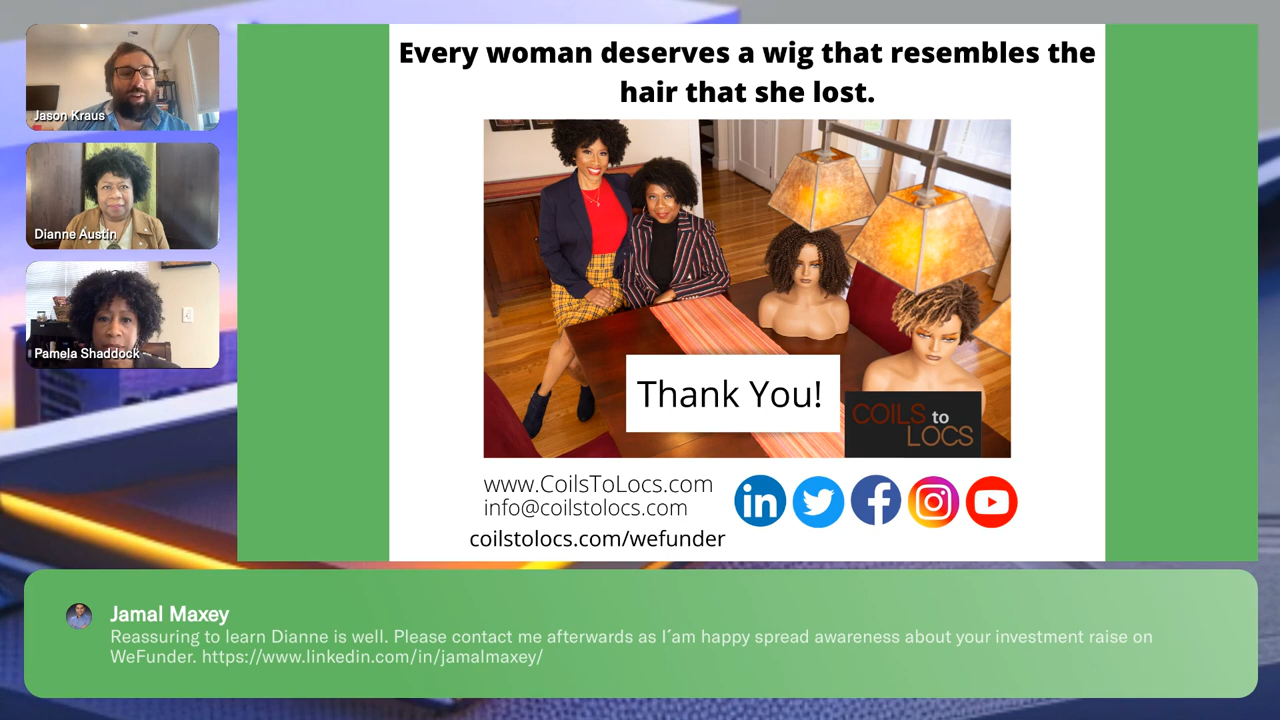 Jason Kraus
Dianne Austin
Pamela Shaddock
Every woman deserves a wig that resembles the
hair that she lost.
Thank You!
COILS to
LOCS
www.CoilsToLocs.com
info@coilstolocs.com
coilstolocs.com/wefunder
in
Jamal Maxey
Reassuring to learn Dianne is well. Please contact me afterwards as I´am happy spread awareness about your investment raise on
WeFunder. https://www.linkedin.com/in/jamalmaxey/